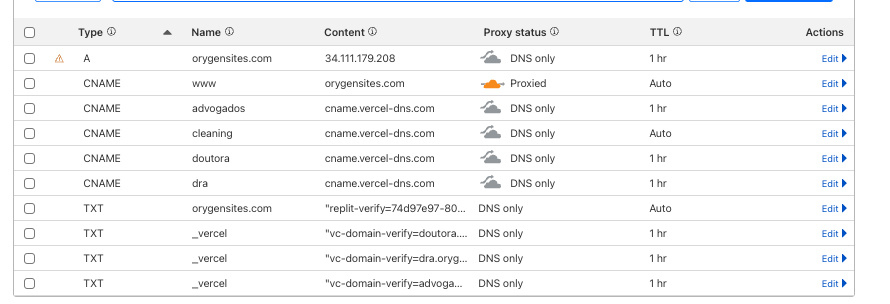 Type Name Content Proxy status TTL Actions
A orygensites.com 34.111.179.208 DNS only 1 hr Edit
CNAME www orygensites.com Proxied Auto Edit
CNAME advogados cname.vercel-dns.com DNS only 1 hr Edit
CNAME cleaning cname.vercel-dns.com DNS only Auto Edit
CNAME doutora cname.vercel-dns.com DNS only 1 hr Edit
CNAME dra cname.vercel-dns.com DNS only 1 hr Edit
TXT orygensites.com "replit-verify=74d97e97-80... DNS only Auto Edit
TXT _vercel "vc-domain-verify=doutora.... DNS only 1 hr Edit
TXT _vercel "vc-domain-verify=dra.oryg... DNS only 1 hr Edit
TXT _vercel "vc-domain-verify=advoga... DNS only 1 hr Edit